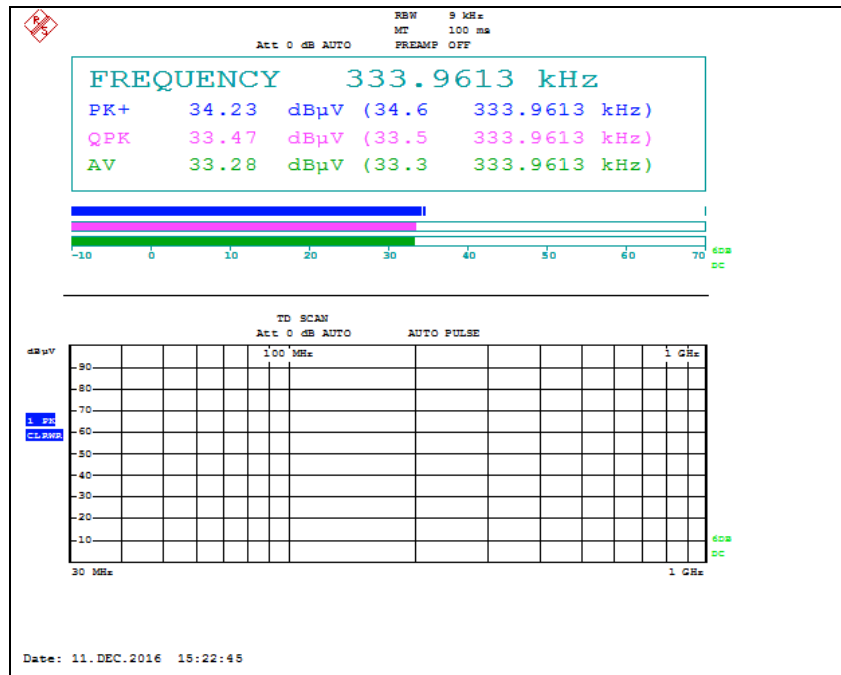 R S
RBW 9 kHz
MT 100 ms
Att 0 dB AUTO PREAMP OFF
FREQUENCY 333.9613 kHz
PK+ 34.23 dBµV (34.6 333.9613 kHz)
QPK 33.47 dBµV (33.5 333.9613 kHz)
AV 33.28 dBµV (33.3 333.9613 kHz)
-10 0 10 20 30 40 50 60 70
6DB
DC
TD SCAN
Att 0 dB AUTO AUTO PULSE
dBµV 100 MHz 1 GHz
90
80
70
1 PK
CLRWR
60
50
40
30
20
10
6DB
DC
30 MHz 1 GHz
Date: 11.DEC.2016 15:22:45